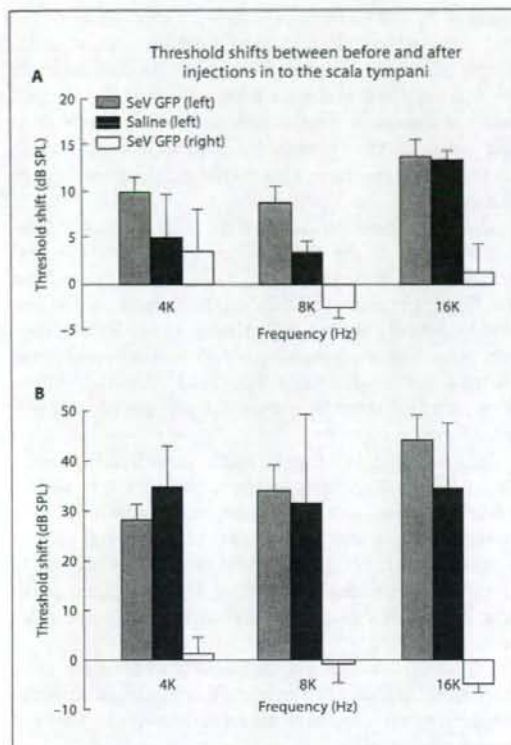 Threshold shifts between before and after
injections in to the scala tympani
A
SeV GFP (left)
Saline (left)
SeV GFP (right)
Threshold shift (dB SPL)
20
15
10
5
0
−5
4K
8K
16K
Frequency (Hz)
B
Threshold shift (dB SPL)
50
40
30
20
10
0
−10
4K
8K
16K
Frequency (Hz)